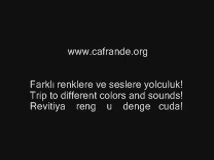 www.cafrande.org
Farklı renklere ve seslere yolculuk!
Trip to different colors and sounds!
Revitiya reng u denge cuda!